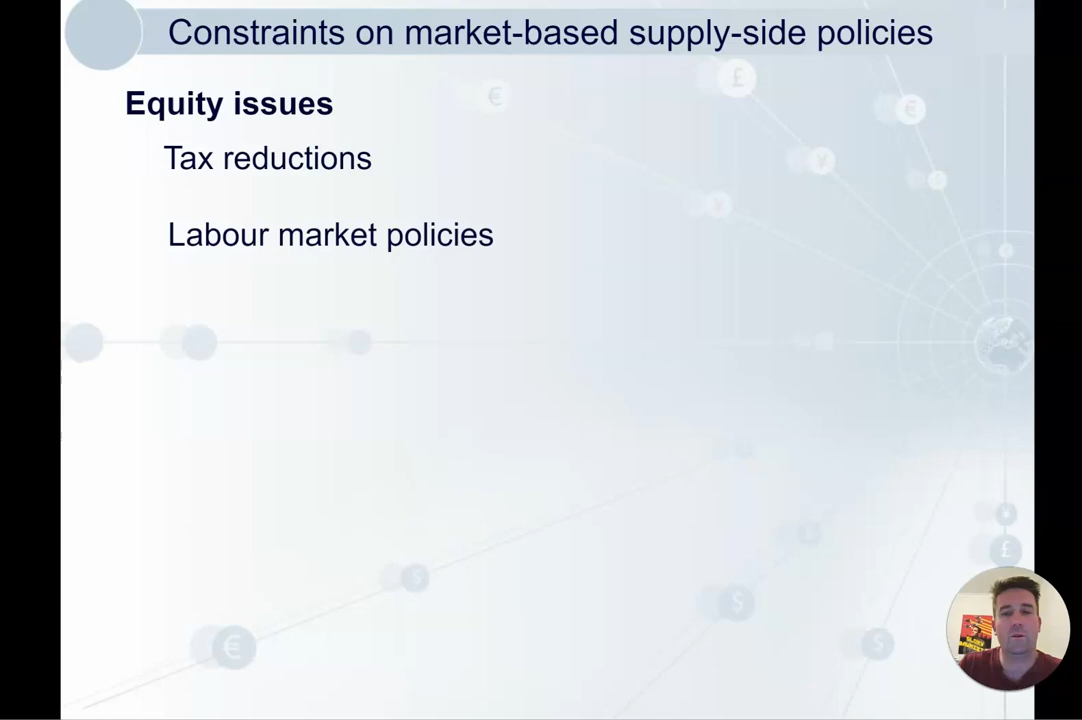 Constraints on market-based supply-side policies
Equity issues
Tax reductions
Labour market policies